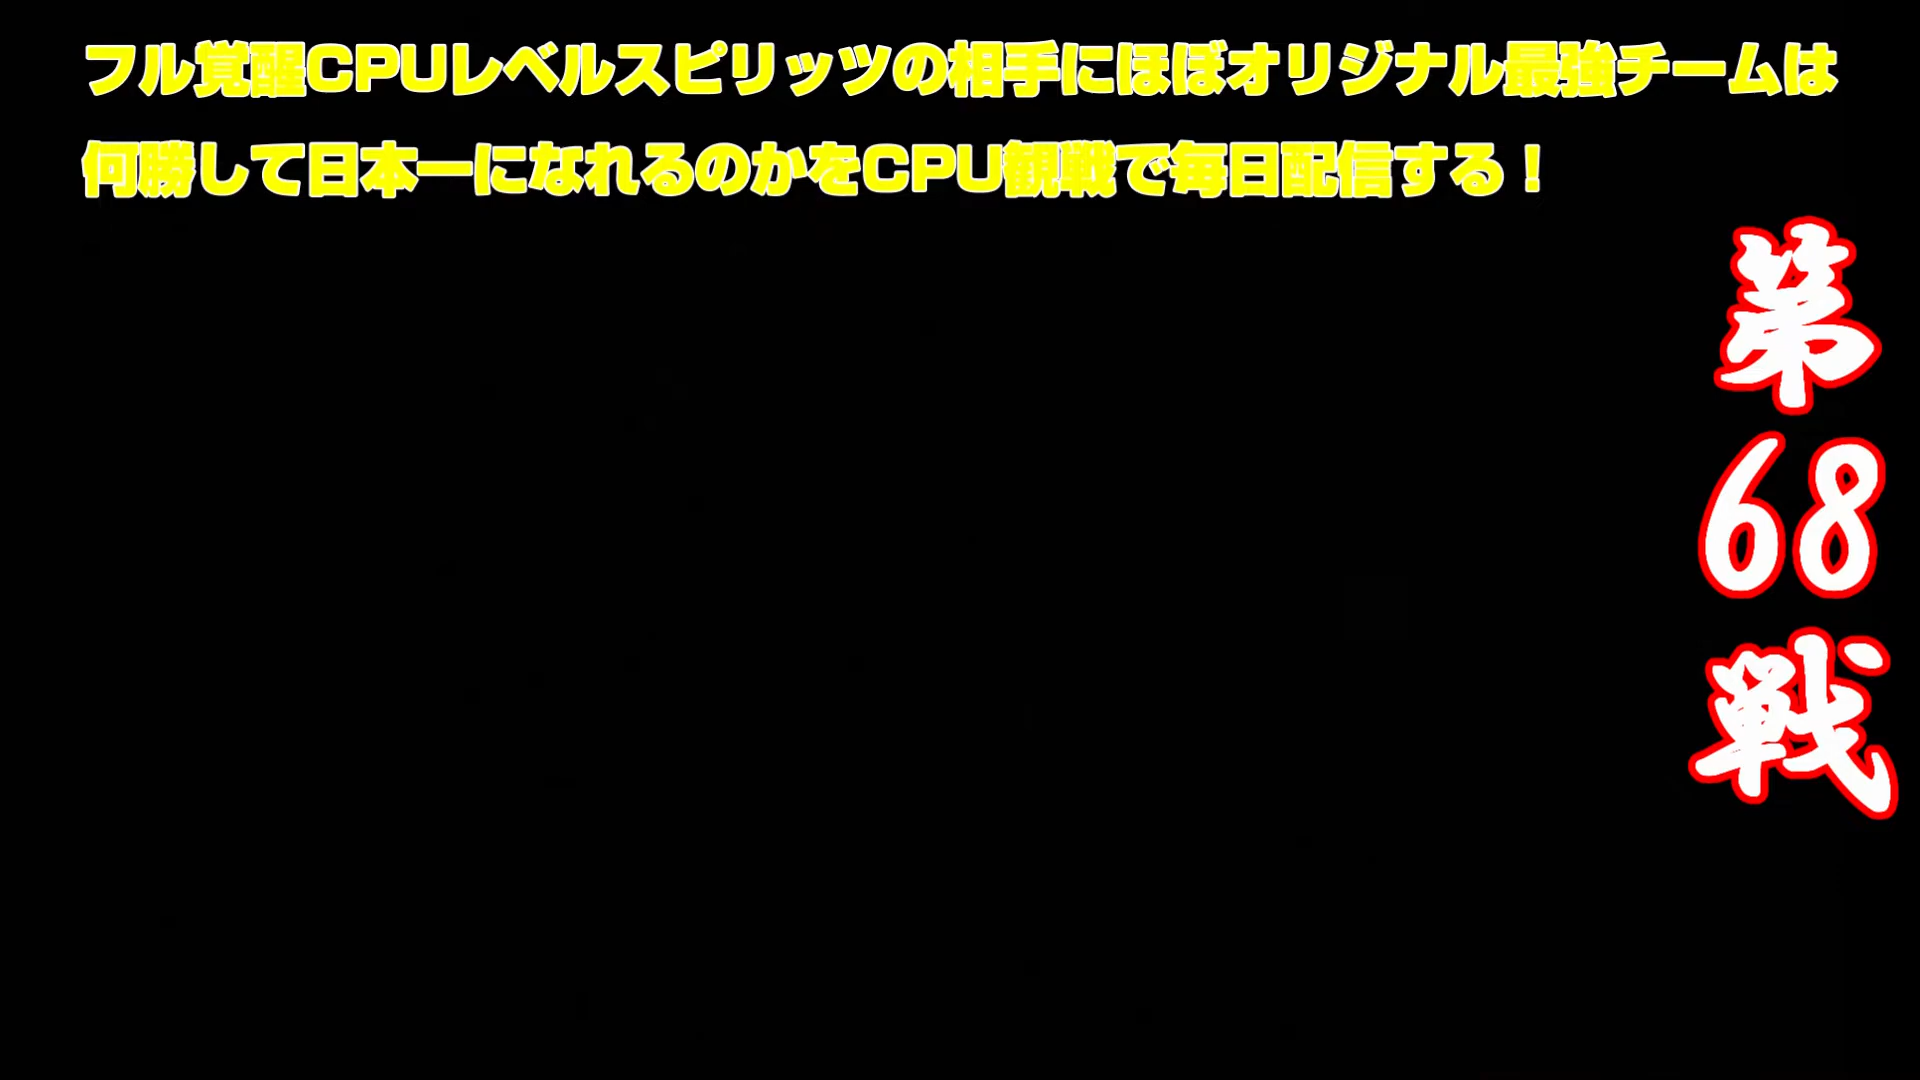 フル覚醒CPUレベルスピリッツの相手にほぼオリジナル最強チームは
何勝して日本一になれるのかをCPU観戦で毎日配信する！
第
68
戦